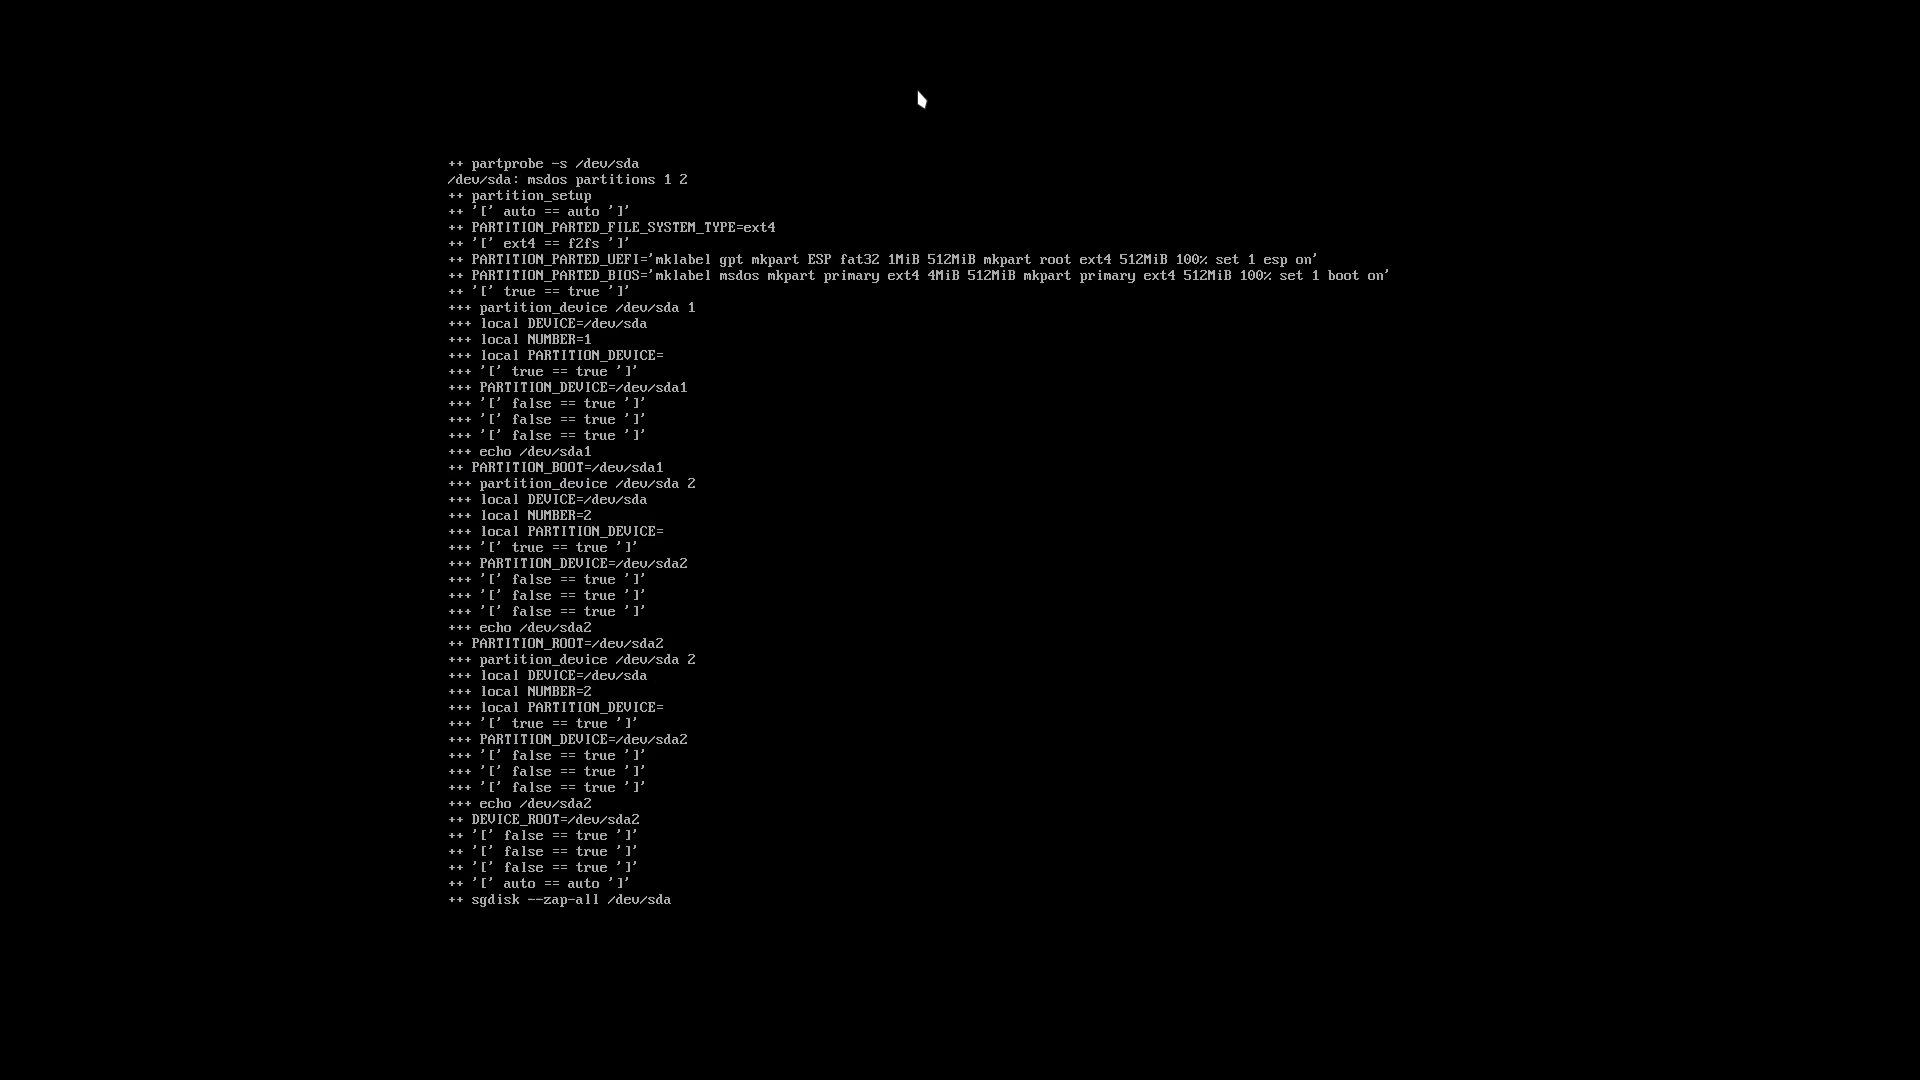 ++ partprobe -s /dev/sda
/dev/sda: msdos partitions 1 2
++ partition_setup
++ '[' auto == auto ']'
++ PARTITION_PARTED_FILE_SYSTEM_TYPE=ext4
++ '[' ext4 == f2fs ']'
++ PARTITION_PARTED_UEFI='mklabel gpt mkpart ESP fat32 1MiB 512MiB mkpart root ext4 512MiB 100% set 1 esp on'
++ PARTITION_PARTED_BIOS='mklabel msdos mkpart primary ext4 4MiB 512MiB mkpart primary ext4 512MiB 100% set 1 boot on'
++ '[' true == true ']'
+++ partition_device /dev/sda 1
+++ local DEVICE=/dev/sda
+++ local NUMBER=1
+++ local PARTITION_DEVICE=
+++ '[' true == true ']'
+++ PARTITION_DEVICE=/dev/sda1
+++ '[' false == true ']'
+++ '[' false == true ']'
+++ '[' false == true ']'
+++ echo /dev/sda1
++ PARTITION_BOOT=/dev/sda1
+++ partition_device /dev/sda 2
+++ local DEVICE=/dev/sda
+++ local NUMBER=2
+++ local PARTITION_DEVICE=
+++ '[' true == true ']'
+++ PARTITION_DEVICE=/dev/sda2
+++ '[' false == true ']'
+++ '[' false == true ']'
+++ '[' false == true ']'
+++ echo /dev/sda2
++ PARTITION_ROOT=/dev/sda2
+++ partition_device /dev/sda 2
+++ local DEVICE=/dev/sda
+++ local NUMBER=2
+++ local PARTITION_DEVICE=
+++ '[' true == true ']'
+++ PARTITION_DEVICE=/dev/sda2
+++ '[' false == true ']'
+++ '[' false == true ']'
+++ '[' false == true ']'
+++ echo /dev/sda2
++ DEVICE_ROOT=/dev/sda2
++ '[' false == true ']'
++ '[' false == true ']'
++ '[' false == true ']'
++ '[' auto == auto ']'
++ sgdisk --zap-all /dev/sda